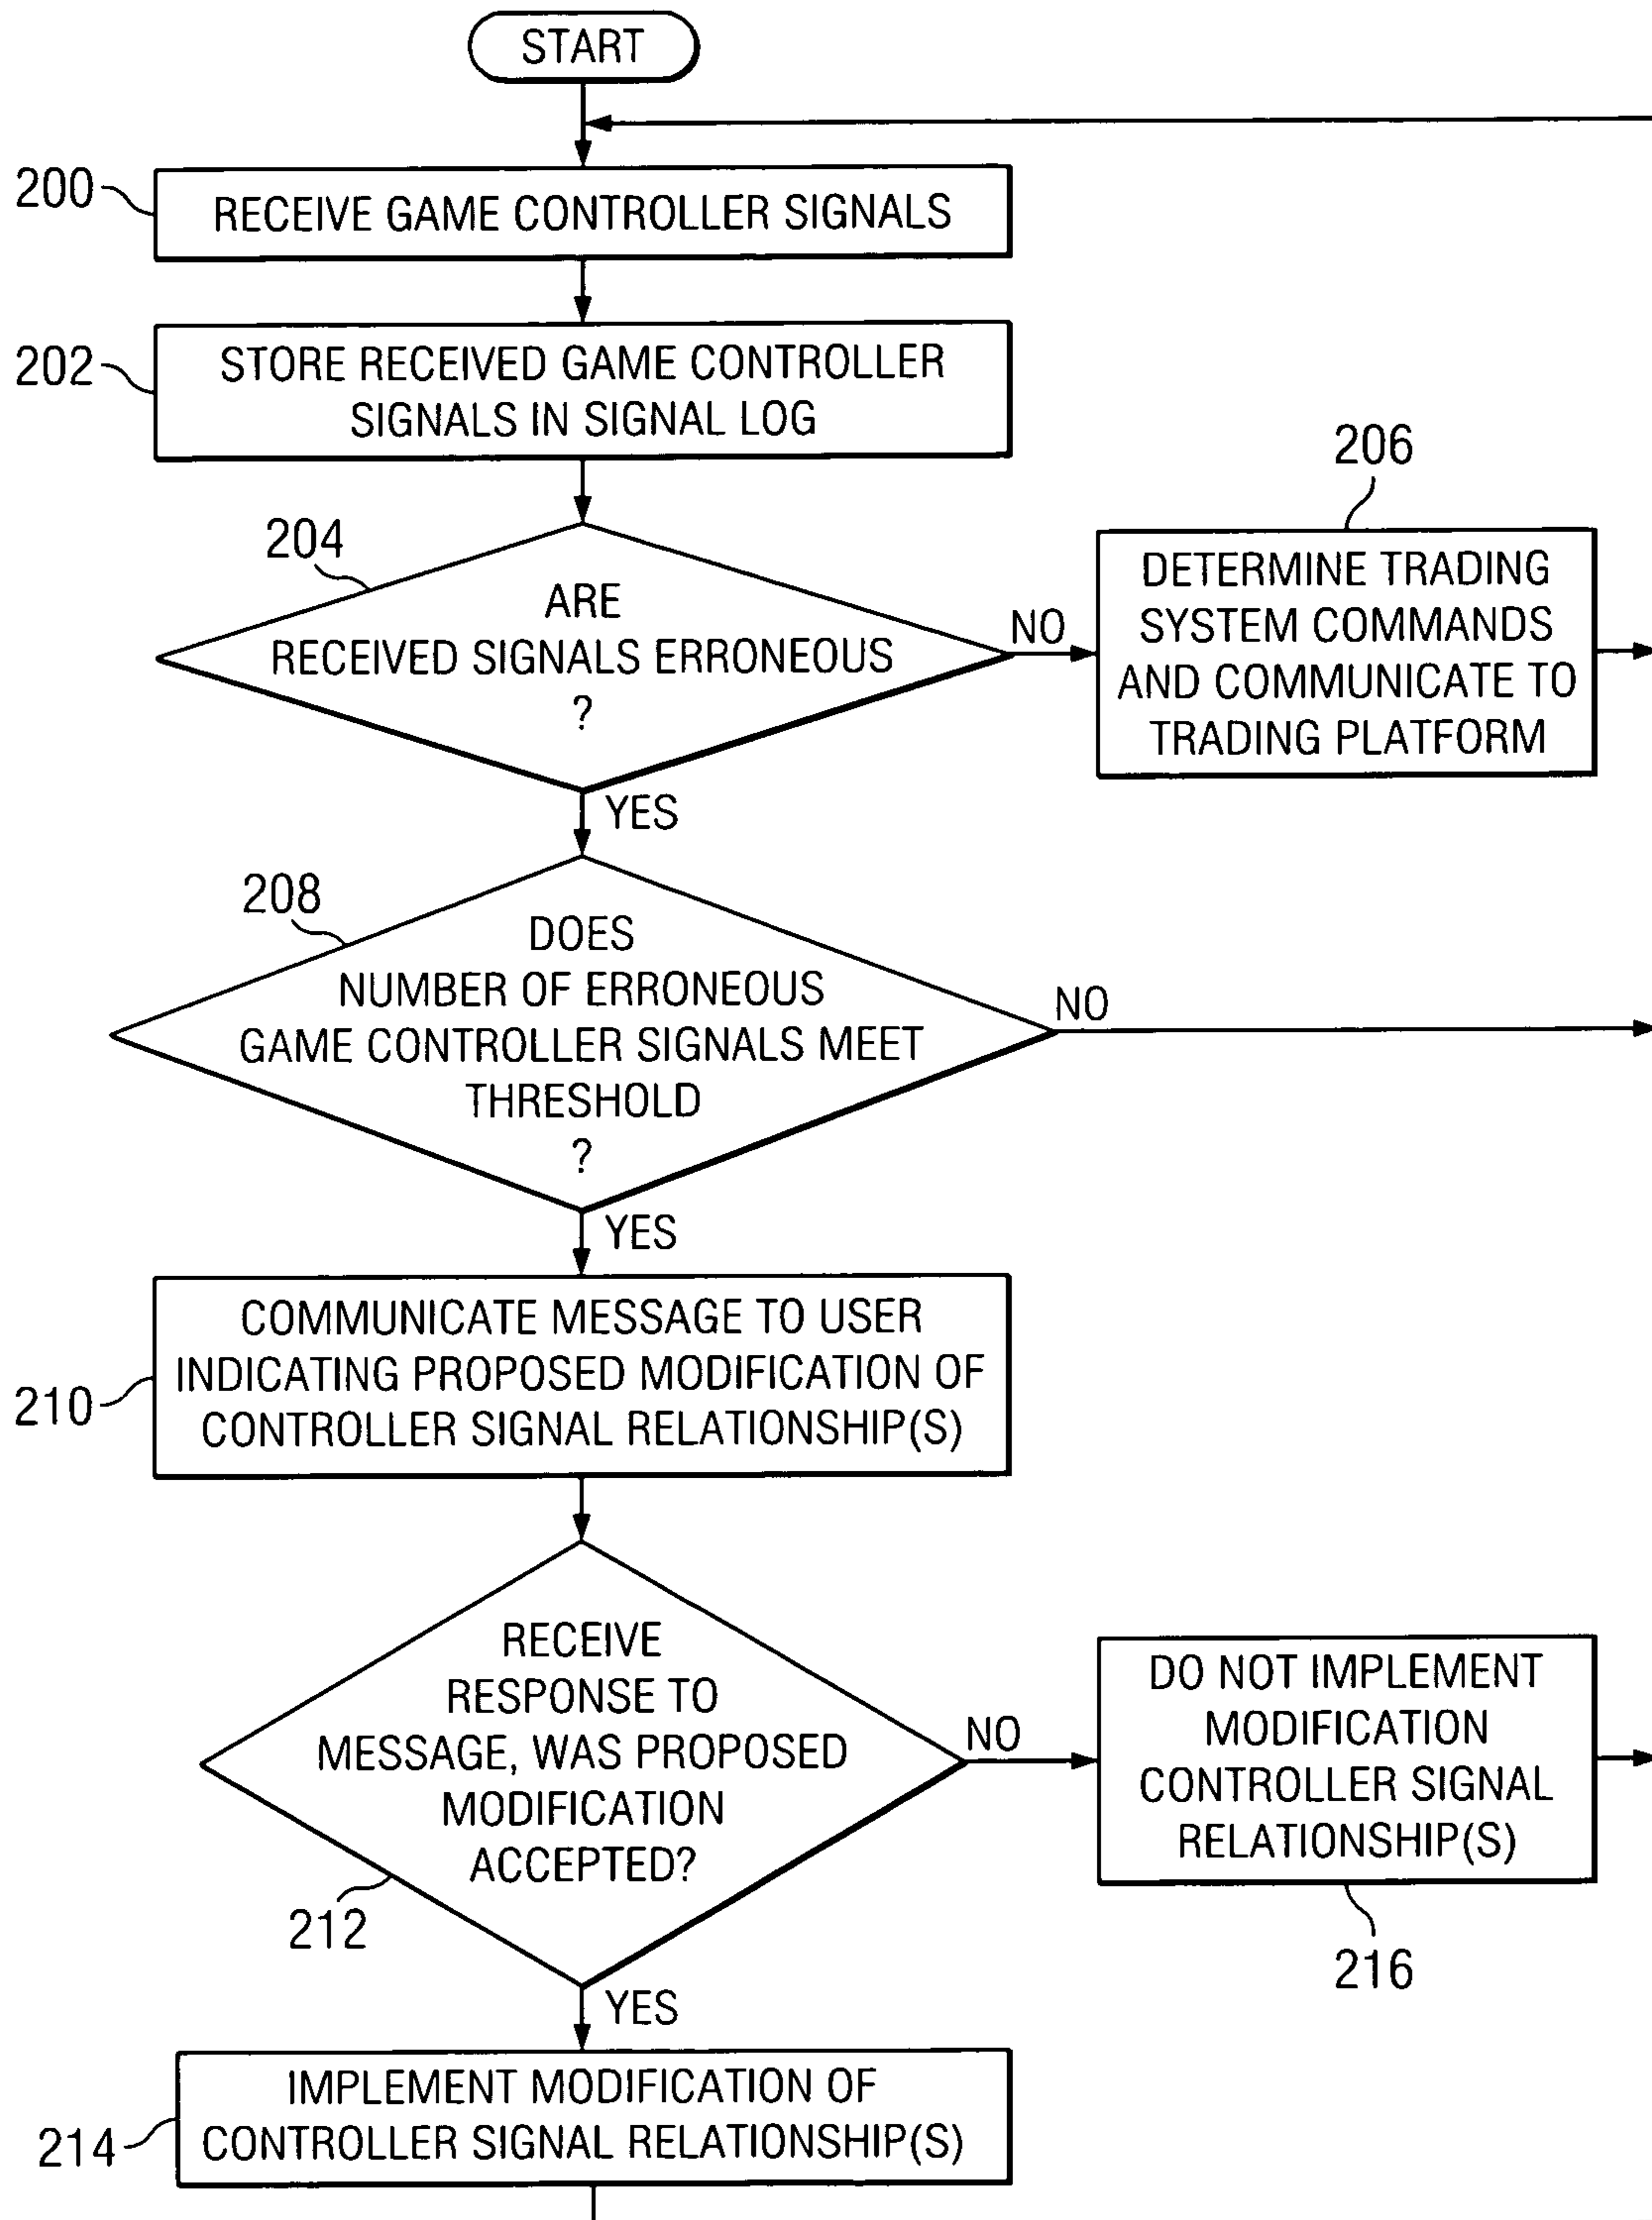 START
200
RECEIVE GAME CONTROLLER SIGNALS
202
STORE RECEIVED GAME CONTROLLER
SIGNALS IN SIGNAL LOG
204
ARE
RECEIVED SIGNALS ERRONEOUS
?
NO
206
DETERMINE TRADING
SYSTEM COMMANDS
AND COMMUNICATE TO
TRADING PLATFORM
YES
208
DOES
NUMBER OF ERRONEOUS
GAME CONTROLLER SIGNALS MEET
THRESHOLD
?
NO
YES
210
COMMUNICATE MESSAGE TO USER
INDICATING PROPOSED MODIFICATION OF
CONTROLLER SIGNAL RELATIONSHIP(S)
RECEIVE
RESPONSE TO
MESSAGE, WAS PROPOSED
MODIFICATION
ACCEPTED?
212
NO
DO NOT IMPLEMENT
MODIFICATION
CONTROLLER SIGNAL
RELATIONSHIP(S)
216
YES
214
IMPLEMENT MODIFICATION OF
CONTROLLER SIGNAL RELATIONSHIP(S)